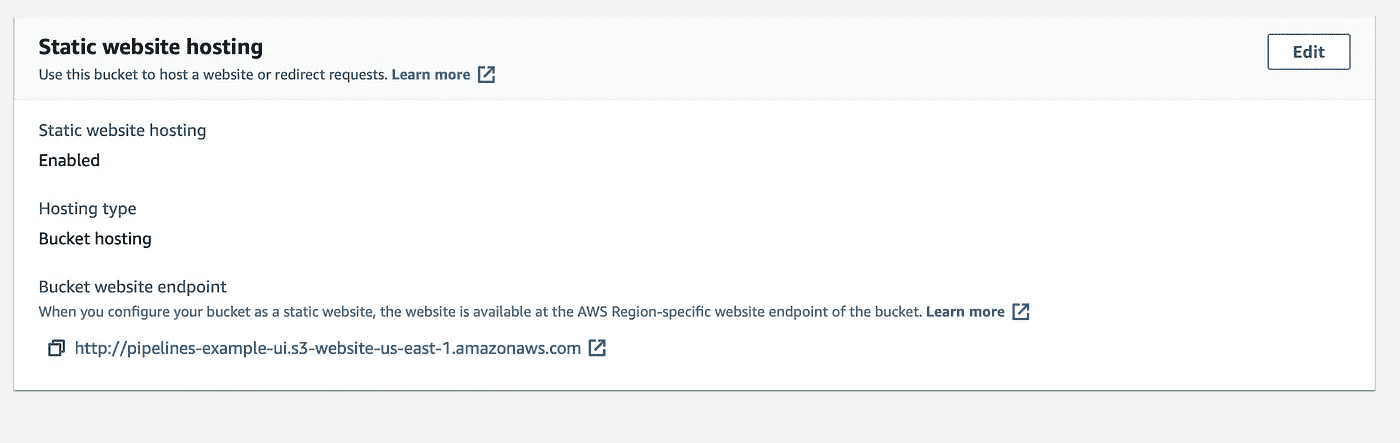 Static website hosting
Edit
Use this bucket to host a website or redirect requests. Learn more
Static website hosting
Enabled
Hosting type
Bucket hosting
Bucket website endpoint
When you configure your bucket as a static website, the website is available at the AWS Region-specific website endpoint of the bucket. Learn more
http://pipelines-example-ui.s3-website-us-east-1.amazonaws.com